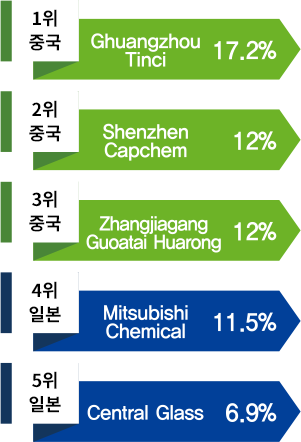 1위
중국
Ghuangzhou
Tinci
17.2%
2위
중국
Shenzhen
Capchem
12%
3위
중국
Zhangjiagang
Guoatai Huarong
12%
4위
일본
Mitsubishi
Chemical
11.5%
5위
일본
Central Glass
6.9%